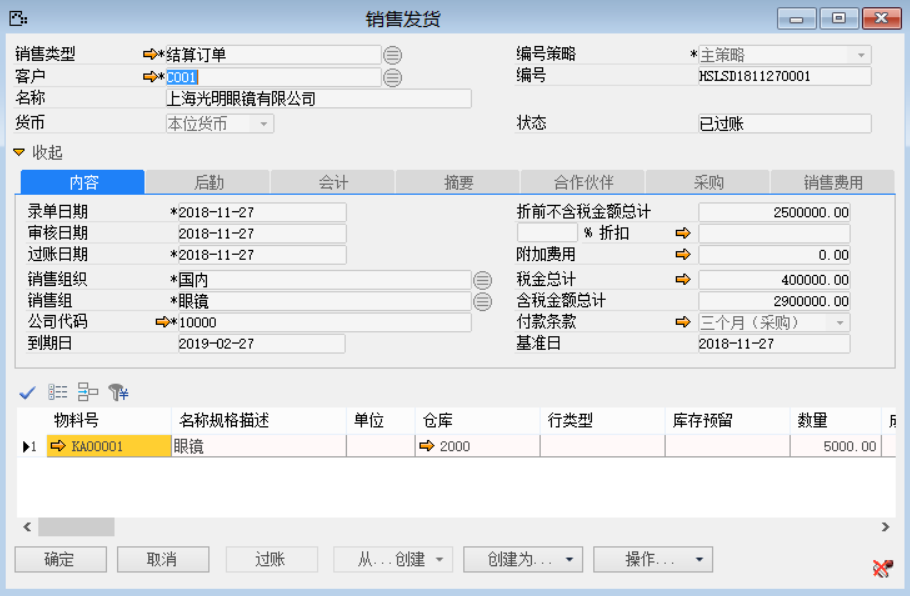 销售发货
销售类型 *结算订单 编号策略 *主策略
客户 *C001 编号 HSLSD1811270001
名称 上海光明眼镜有限公司
货币 本位货币 状态 已过账
收起
内容 后勤 会计 摘要 合作伙伴 采购 销售费用
录单日期 *2018-11-27 折前不含税金额总计 2500000.00
审核日期 2018-11-27 % 折扣
过账日期 *2018-11-27 附加费用 0.00
销售组织 *国内 税金总计 400000.00
销售组 *眼镜 含税金额总计 2900000.00
公司代码 *10000 付款条款 三个月（采购）
到期日 2019-02-27 基准日 2018-11-27
物料号 名称规格描述 单位 仓库 行类型 库存预留 数量
1 KA00001 眼镜 2000 5000.00
确定 取消 过账 从...创建 创建为... 操作...